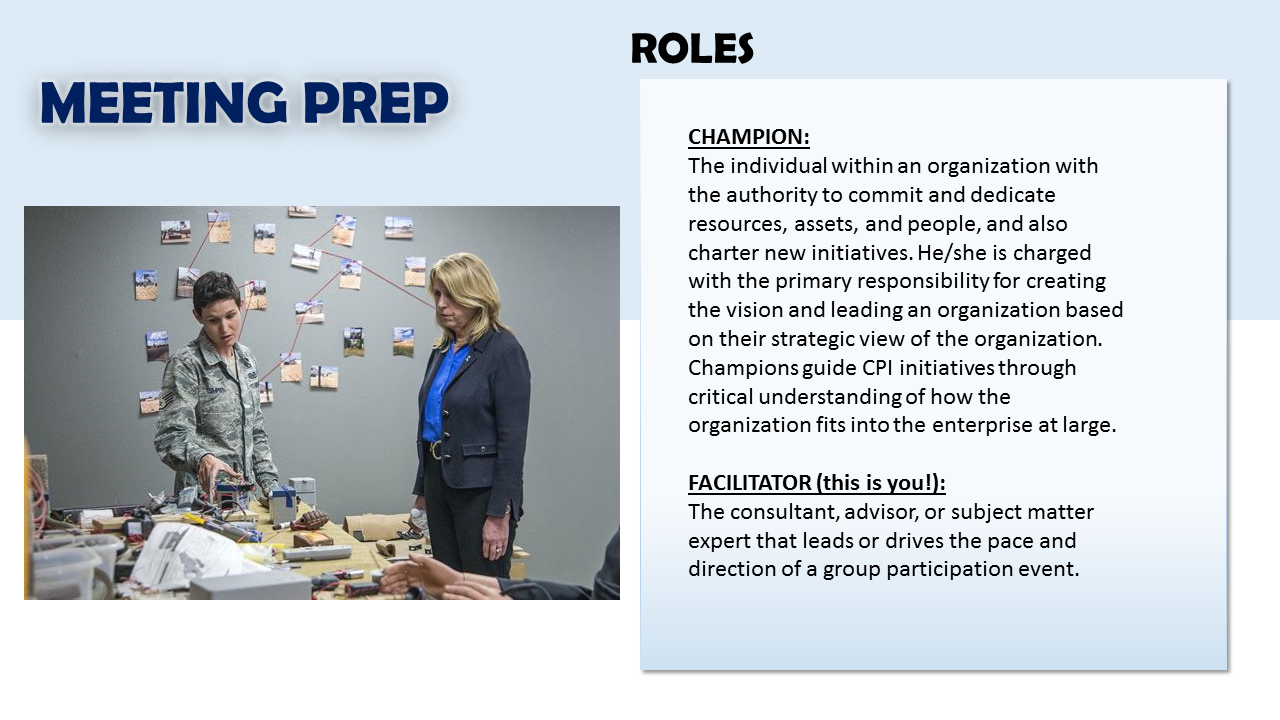 ROLES
MEETING PREP
CHAMPION:
The individual within an organization with
the authority to commit and dedicate
resources, assets, and people, and also
charter new initiatives. He/she is charged
with the primary responsibility for creating
the vision and leading an organization based
on their strategic view of the organization.
Champions guide CPI initiatives through
critical understanding of how the
organization fits into the enterprise at large.
FACILITATOR (this is you!):
The consultant, advisor, or subject matter
expert that leads or drives the pace and
direction of a group participation event.